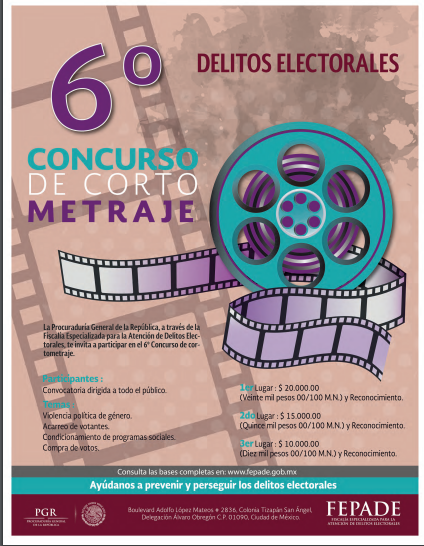 6º
DELITOS ELECTORALES
CONCURSO
DE CORTO
METRAJE
La Procuraduría General de la República, a través de la
Fiscalía Especializada para la Atención de Delitos Elec-
torales, te invita a participar en el 6º Concurso de cor-
tometraje.
Participantes :
Convocatoria dirigida a todo el público.
Temas
Violencia política de género.
Acarreo de votantes.
Condicionamiento de programas sociales.
Compra de votos.
1er Lugar : $ 20.000.00
(Veinte mil pesos 00/100 M.N.) y Reconocimiento.
2do Lugar : $ 15.000.00
(Quince mil pesos 00/100 M.N.) y Reconocimiento.
3er Lugar : $ 10.000.00
(Diez mil pesos 00/100 M.N.) y Reconocimiento.
Consulta las bases completas en: www.fepade.gob.mx
Ayúdanos a prevenir y perseguir los delitos electorales
PGR
PROCURADURÍA GENERAL
DE LA REPÚBLICA
Boulevard Adolfo López Mateos # 2836, Colonia Tizapán San Ángel,
Delegación Álvaro Obregón C.P. 01090, Ciudad de México.
FEPADE
FISCALÍA ESPECIALIZADA PARA LA
ATENCIÓN DE DELITOS ELECTORALES